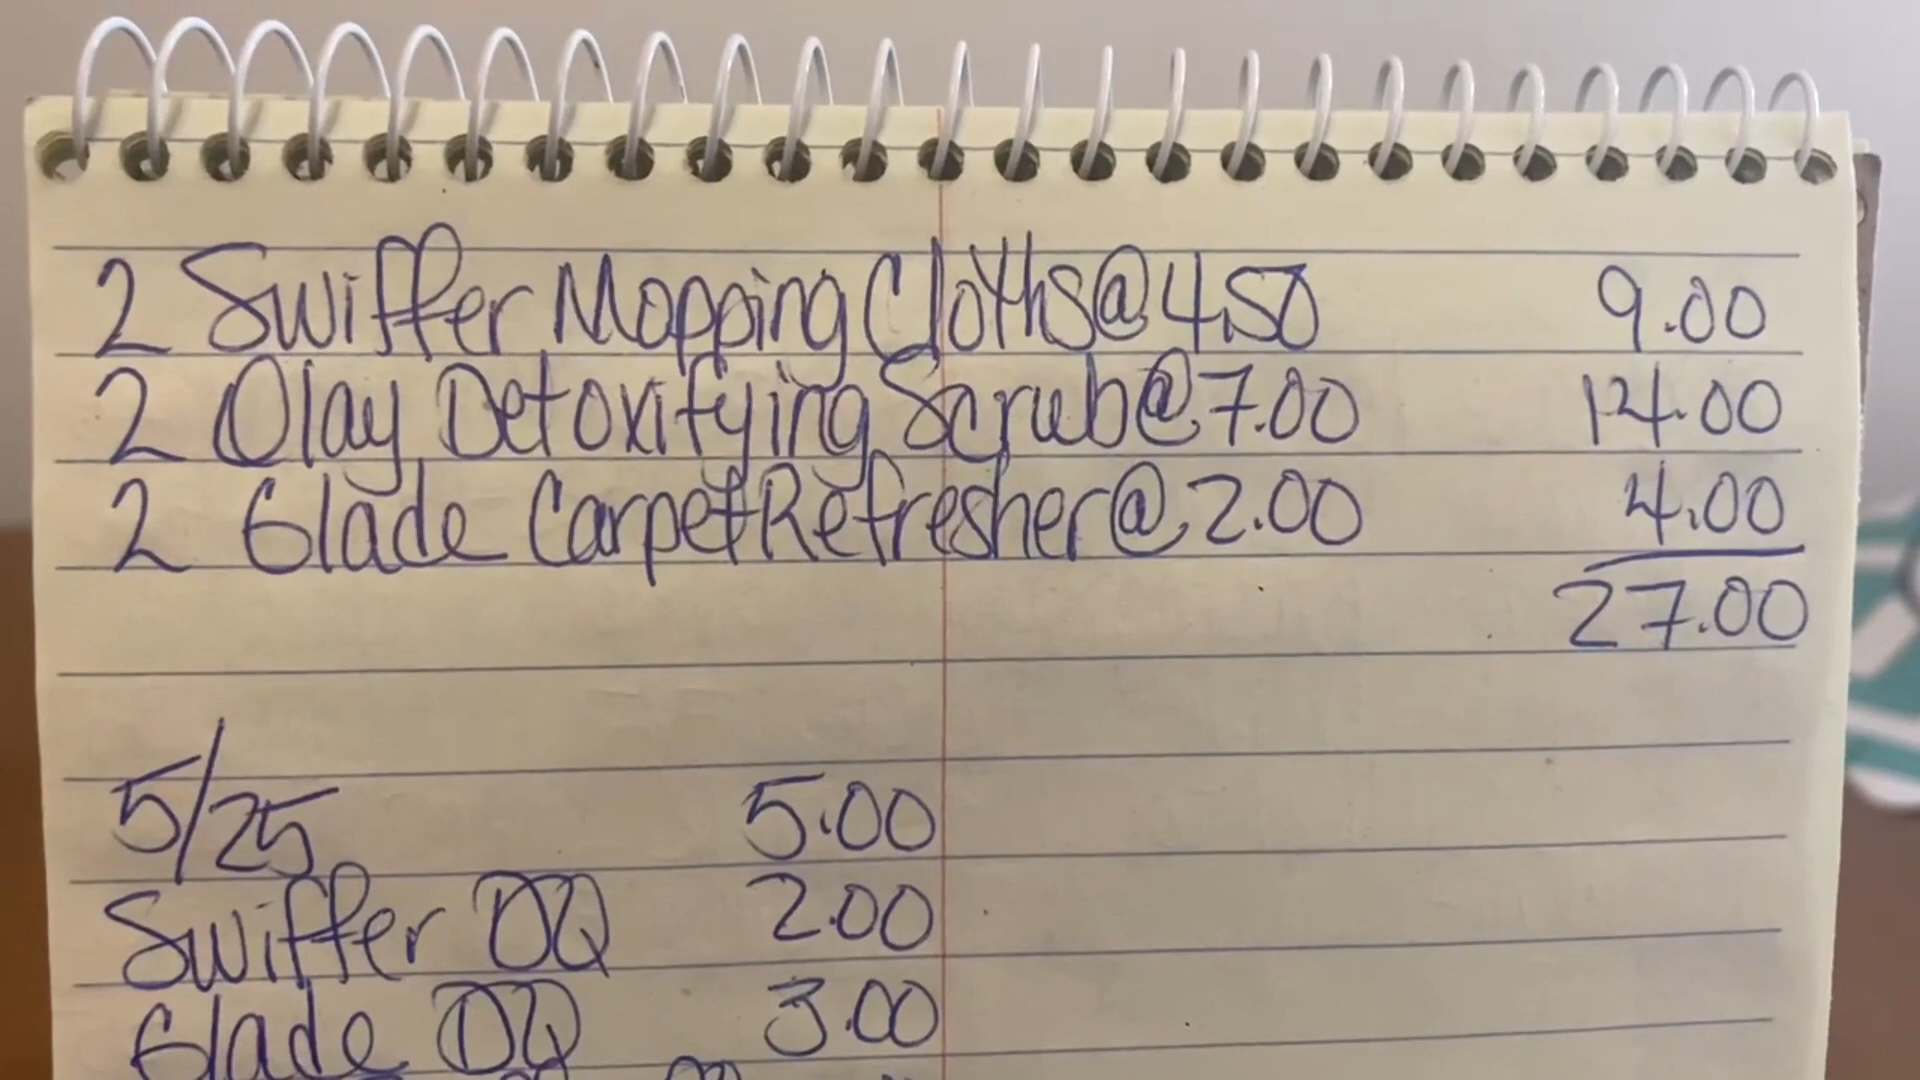 2 Swiffer Mopping Cloths @ 4.50 9.00
2 Olay Detoxifying Scrub @ 7.00 14.00
2 Glade Carpet Refresher @ 2.00 4.00
27.00
5/25 5.00
Swiffer DQ 2.00
Glade DQ 3.00